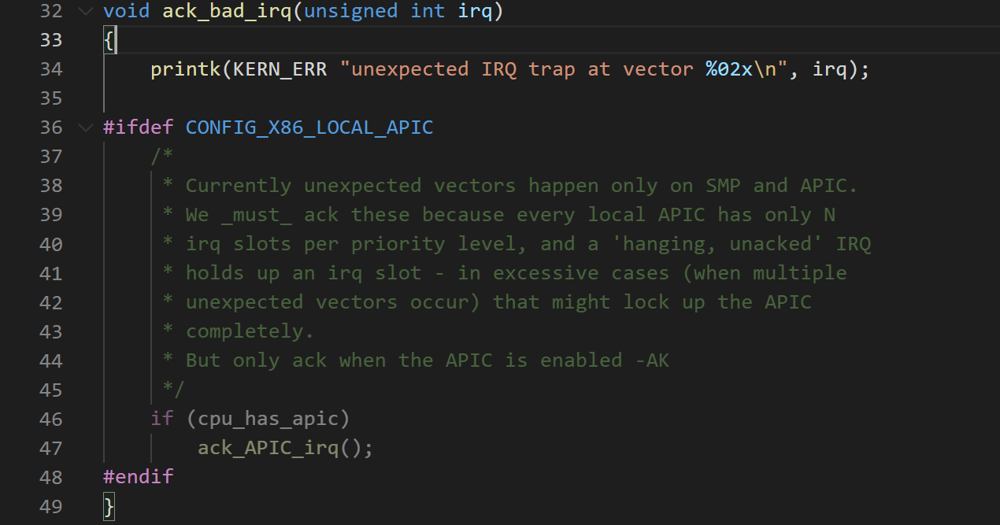 32 void ack_bad_irq(unsigned int irq)
33 {
34     printk(KERN_ERR "unexpected IRQ trap at vector %02x\n", irq);
35
36 #ifdef CONFIG_X86_LOCAL_APIC
37     /*
38      * Currently unexpected vectors happen only on SMP and APIC.
39      * We _must_ ack these because every local APIC has only N
40      * irq slots per priority level, and a 'hanging, unacked' IRQ
41      * holds up an irq slot - in excessive cases (when multiple
42      * unexpected vectors occur) that might lock up the APIC
43      * completely.
44      * But only ack when the APIC is enabled -AK
45      */
46     if (cpu_has_apic)
47         ack_APIC_irq();
48 #endif
49 }